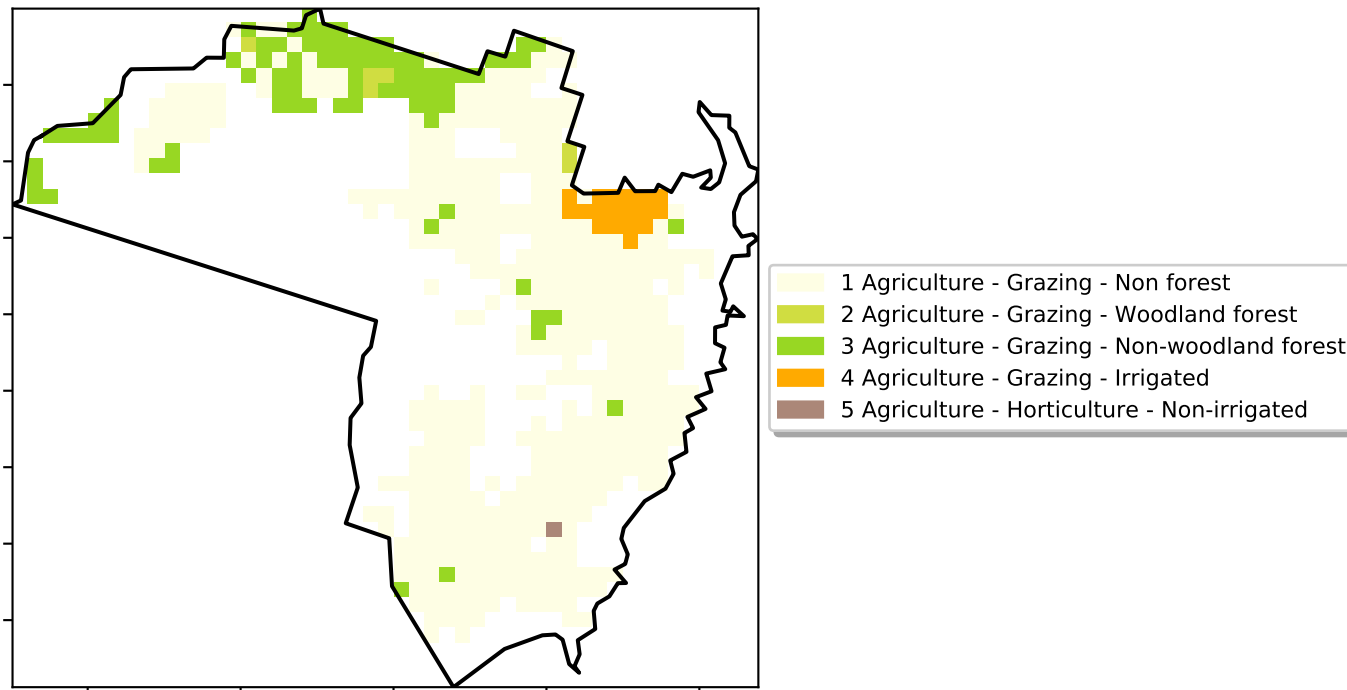 1 Agriculture - Grazing - Non forest
2 Agriculture - Grazing - Woodland forest
3 Agriculture - Grazing - Non-woodland forest
4 Agriculture - Grazing - Irrigated
5 Agriculture - Horticulture - Non-irrigated